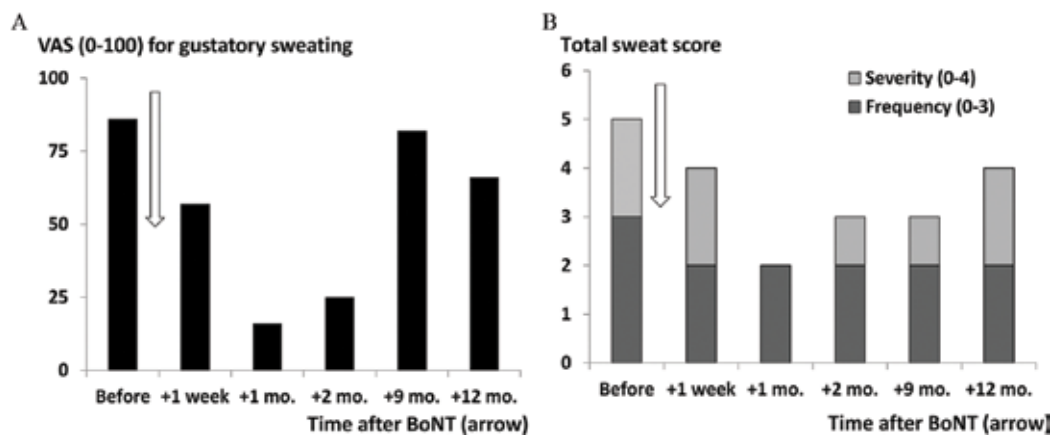 A
VAS (0-100) for gustatory sweating
100
75
50
25
0
Before +1 week +1 mo. +2 mo. +9 mo. +12 mo.
Time after BoNT (arrow)
B
Total sweat score
6
5
4
3
2
1
0
Severity (0-4)
Frequency (0-3)
Before +1 week +1 mo. +2 mo. +9 mo. +12 mo.
Time after BoNT (arrow)